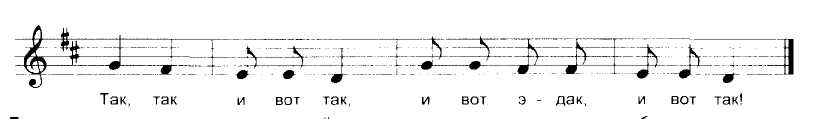 Так, так и вот так, и вот э - дак, и вот так!